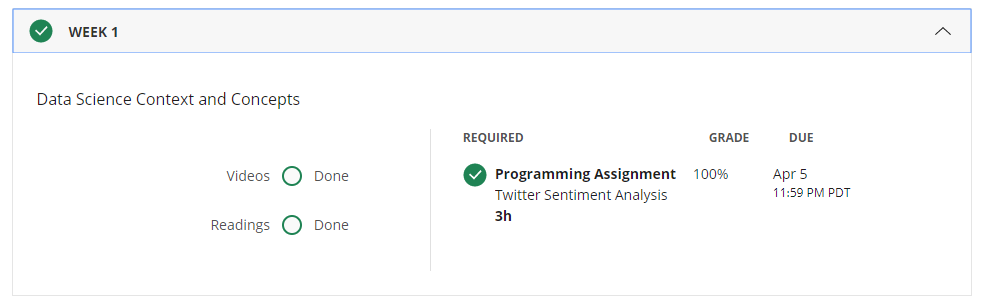 WEEK 1
Data Science Context and Concepts
Videos Done
Readings Done
REQUIRED GRADE DUE
Programming Assignment 100% Apr 5
Twitter Sentiment Analysis 11:59 PM PDT
3h